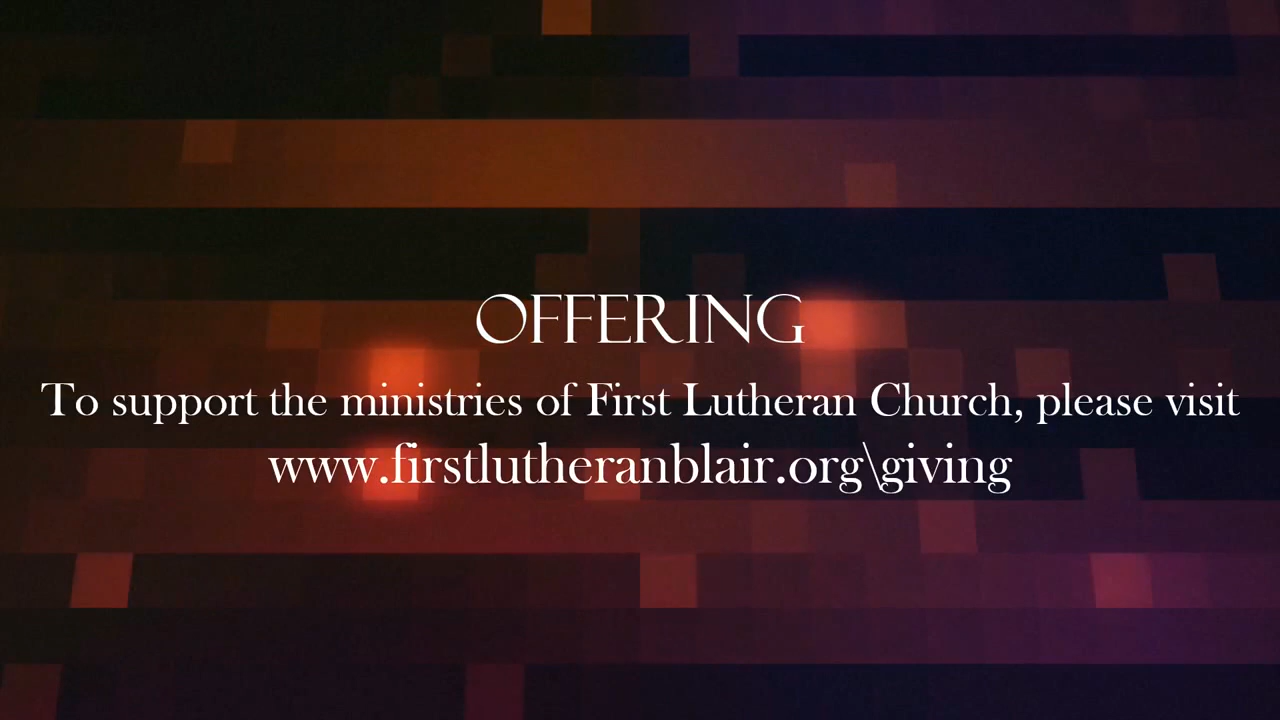 OFFERING
To support the ministries of First Lutheran Church, please visit
www.firstlutheranblair.org\giving